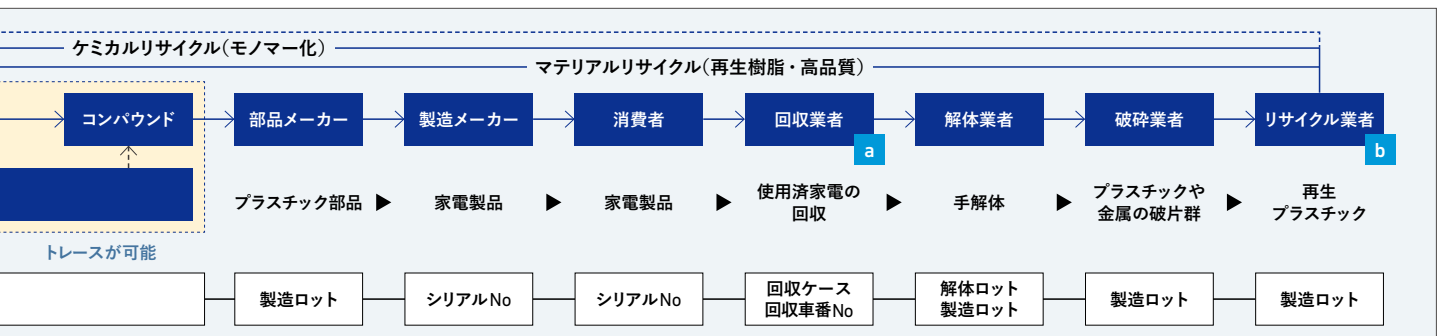 ケミカルリサイクル(モノマー化)
マテリアルリサイクル(再生樹脂・高品質)
コンパウンド
部品メーカー
製造メーカー
消費者
回収業者
解体業者
破砕業者
リサイクル業者
a
b
プラスチック部品 ▶
家電製品 ▶
家電製品 ▶
使用済家電の
回収 ▶
手解体 ▶
プラスチックや
金属の破片群 ▶
再生
プラスチック
トレースが可能
製造ロット
シリアルNo
シリアルNo
回収ケース
回収車番No
解体ロット
製造ロット
製造ロット
製造ロット